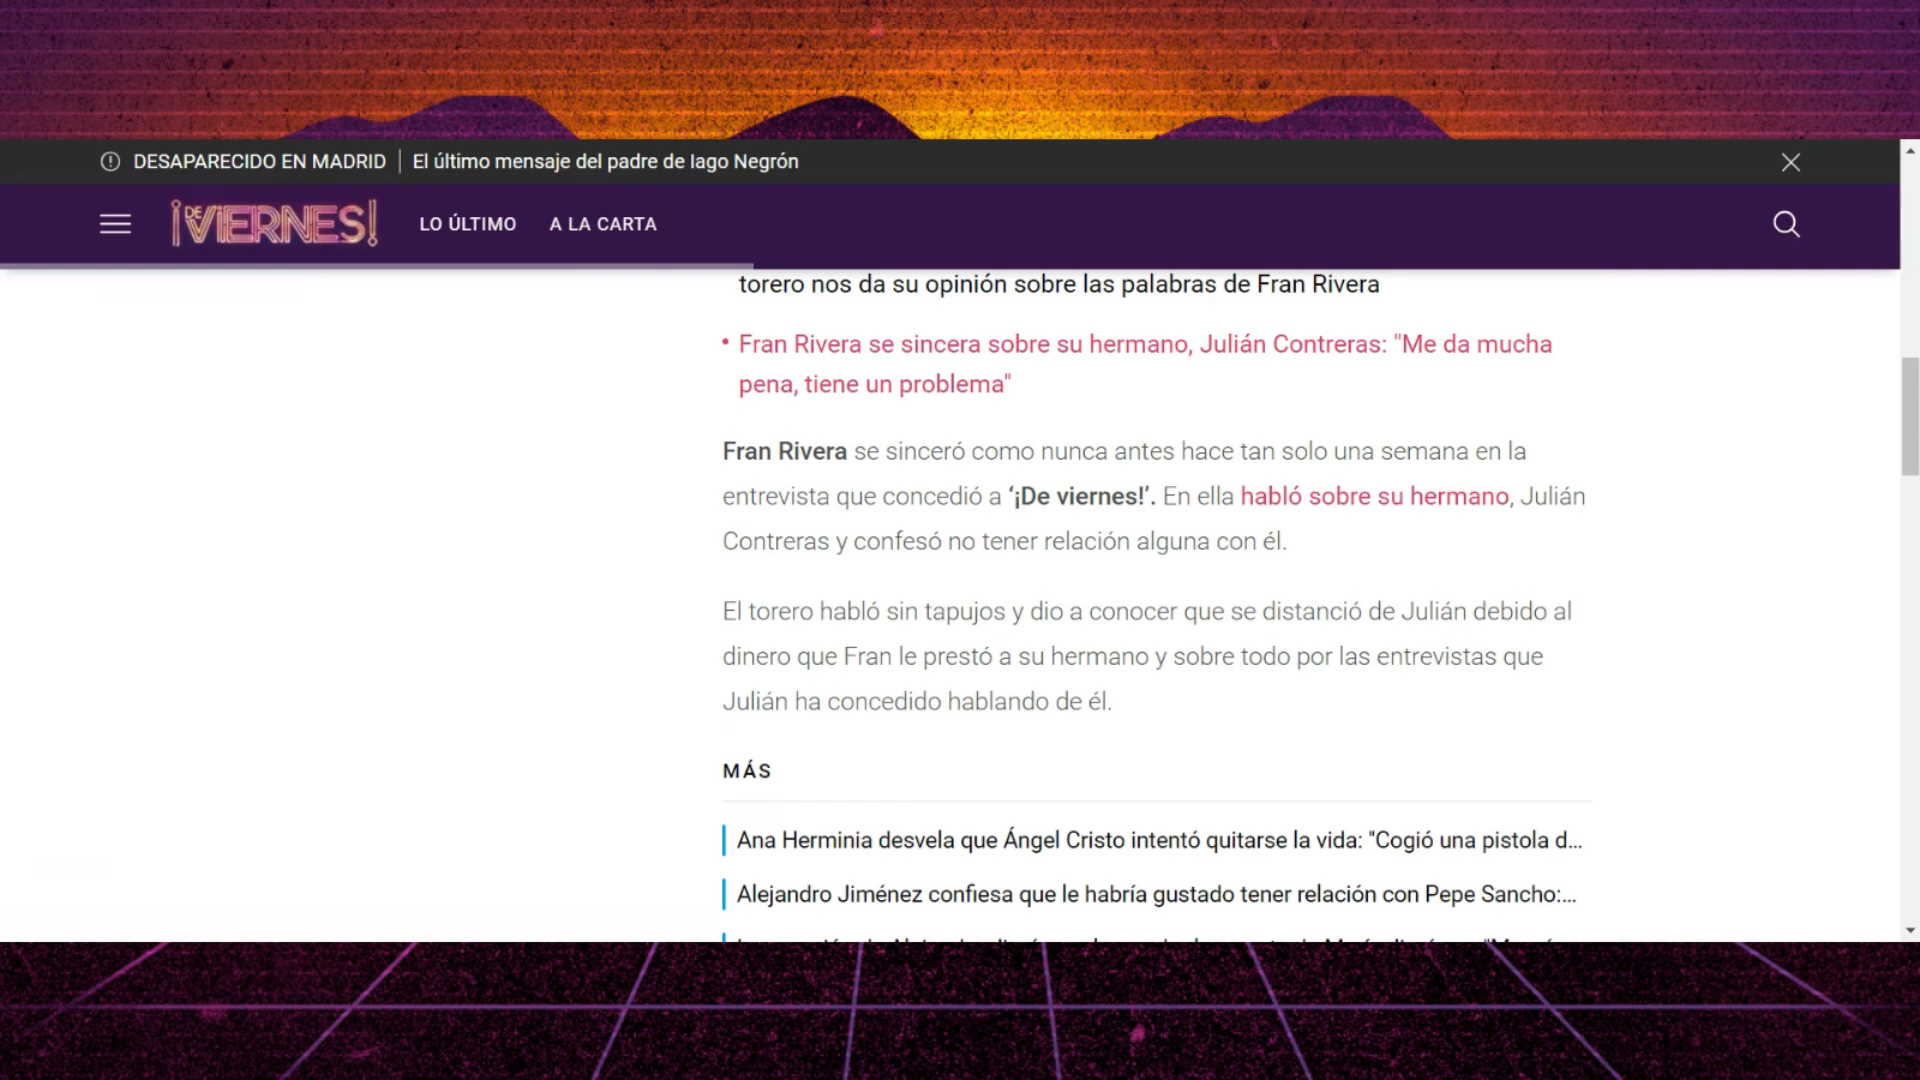 DESAPARECIDO EN MADRID | El último mensaje del padre de Iago Negrón
¡DE VIERNES!
LO ÚLTIMO
A LA CARTA
torero nos da su opinión sobre las palabras de Fran Rivera
• Fran Rivera se sincera sobre su hermano, Julián Contreras: "Me da mucha
pena, tiene un problema"
Fran Rivera se sinceró como nunca antes hace tan solo una semana en la
entrevista que concedió a ‘¡De viernes!’. En ella habló sobre su hermano, Julián
Contreras y confesó no tener relación alguna con él.
El torero habló sin tapujos y dio a conocer que se distanció de Julián debido al
dinero que Fran le prestó a su hermano y sobre todo por las entrevistas que
Julián ha concedido hablando de él.
MÁS
Ana Herminia desvela que Ángel Cristo intentó quitarse la vida: "Cogió una pistola d...
Alejandro Jiménez confiesa que le habría gustado tener relación con Pepe Sancho:...